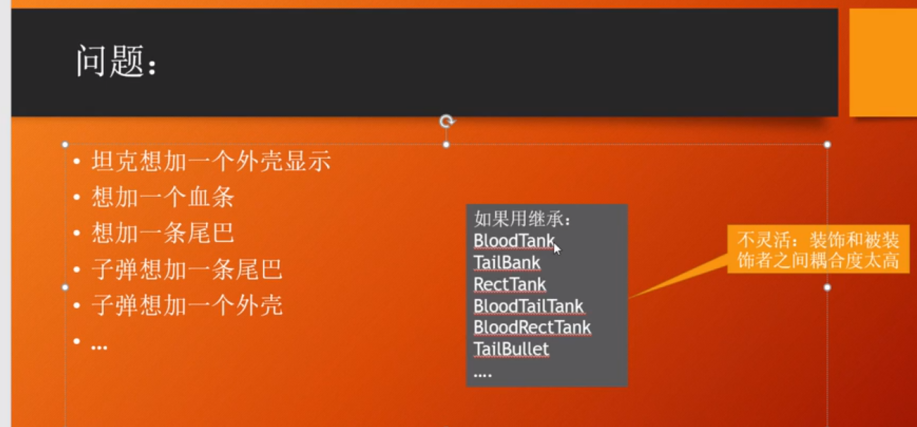 问题：
• 坦克想加一个外壳显示
• 想加一个血条
• 想加一条尾巴
• 子弹想加一条尾巴
• 子弹想加一个外壳
• ...
如果用继承：
BloodTank
TailBank
RectTank
BloodTailTank
BloodRectTank
TailBullet
....
不灵活：装饰和被装
饰者之间耦合度太高